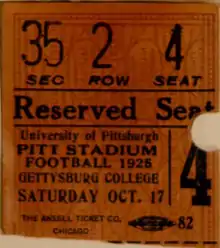 35 2 4
SEC ROW SEAT
Reserved Seat
University of Pittsburgh
PITT STADIUM
FOOTBALL 1925
GETTYSBURG COLLEGE
SATURDAY OCT. 17
4
THE ANSELL TICKET CO.
CHICAGO
82